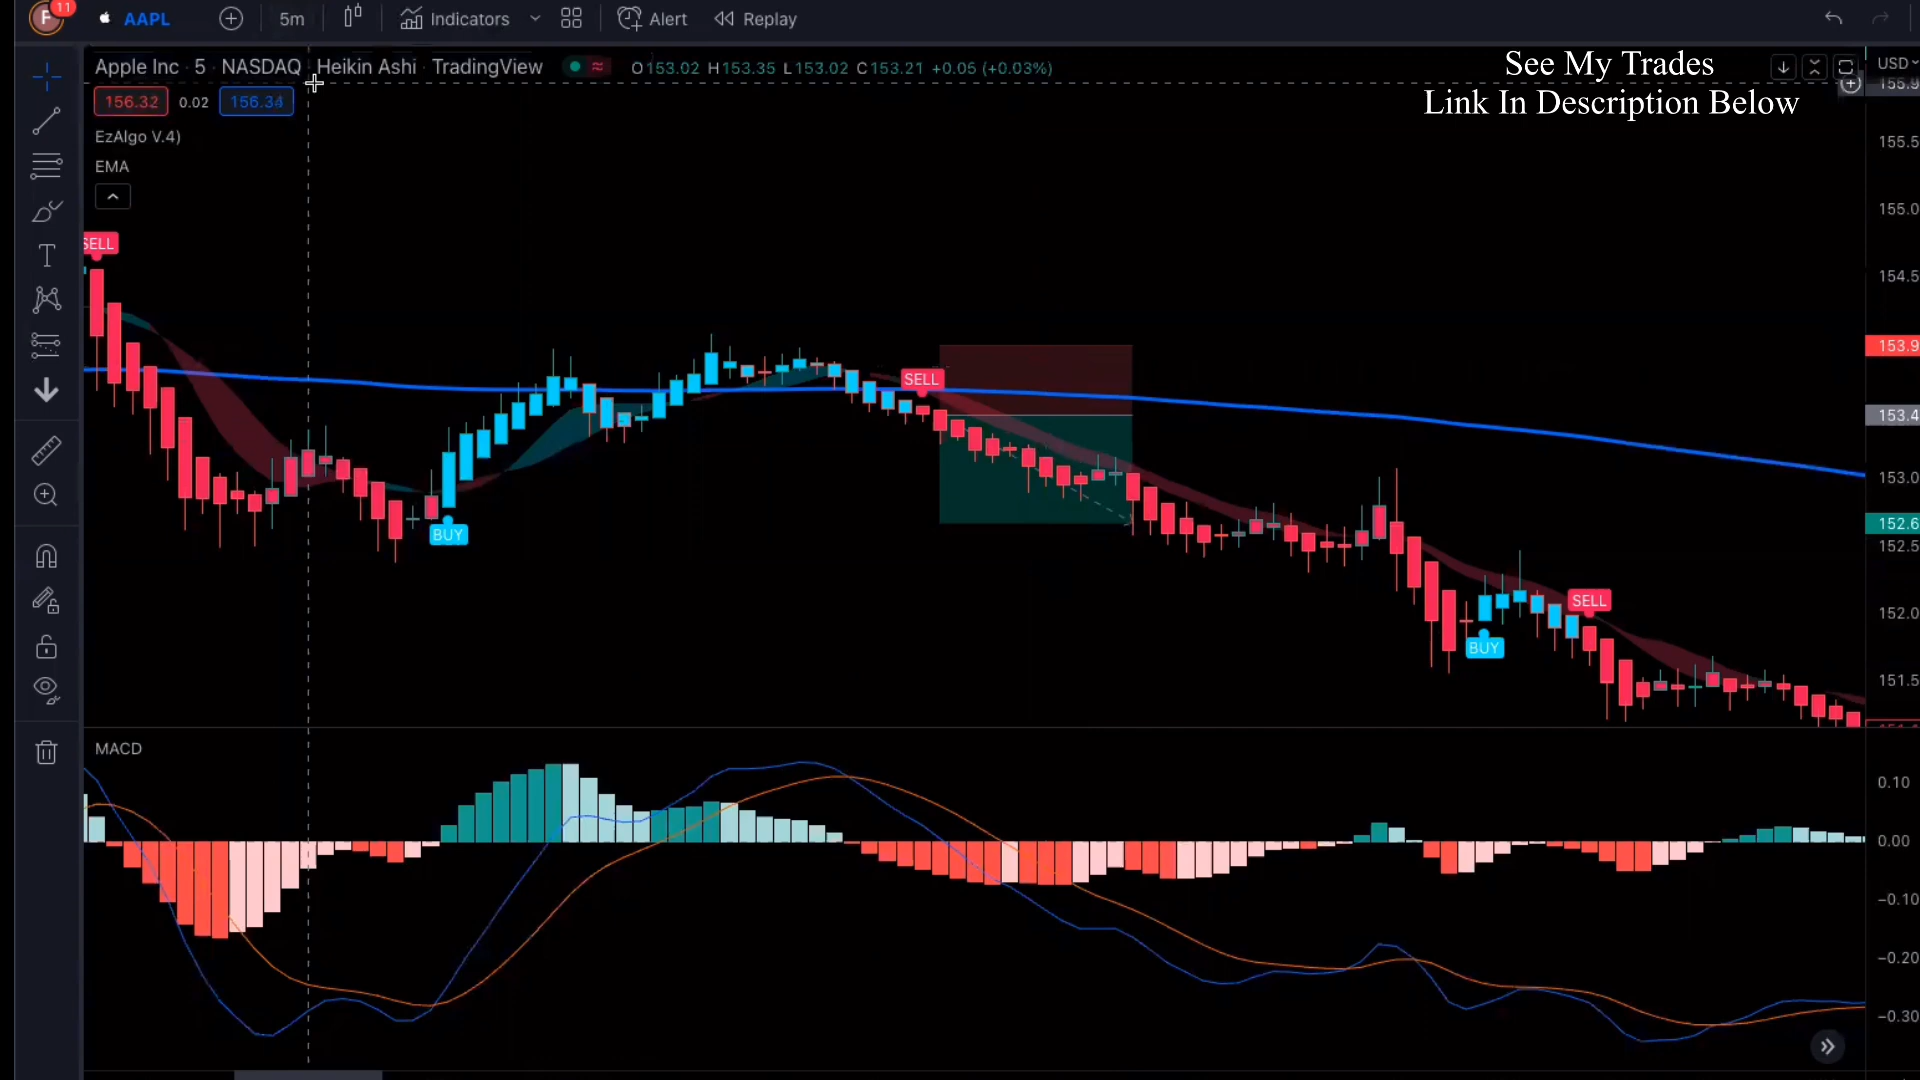 F 11 AAPL 5m Indicators Alert Replay
See My Trades
Link In Description Below
Apple Inc · 5 · NASDAQ · Heikin Ashi · TradingView
O153.02 H153.35 L153.02 C153.21 +0.05 (+0.03%)
USD
156.32 0.02 156.34
EzAlgo V.4)
EMA
155.9
155.5
155.0
154.5
153.9
153.4
153.0
152.6
152.5
152.0
151.5
SELL
SELL
BUY
SELL
BUY
MACD
0.10
0.00
−0.10
−0.20
−0.30